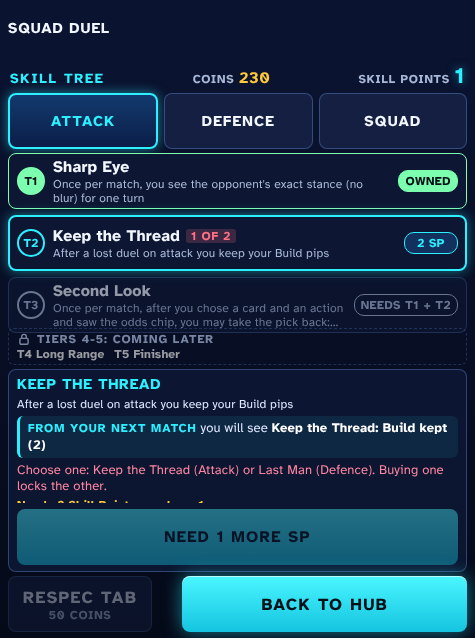 SQUAD DUEL
SKILL TREE COINS 230 SKILL POINTS 1
ATTACK DEFENCE SQUAD
T1 Sharp Eye
Once per match, you see the opponent's exact stance (no
blur) for one turn
OWNED
T2 Keep the Thread 1 OF 2
After a lost duel on attack you keep your Build pips
2 SP
T3 Second Look
Once per match, after you chose a card and an action
and saw the odds chip, you may take the pick back:...
NEEDS T1 + T2
TIERS 4-5: COMING LATER
T4 Long Range T5 Finisher
KEEP THE THREAD
After a lost duel on attack you keep your Build pips
FROM YOUR NEXT MATCH you will see Keep the Thread: Build kept
(2)
Choose one: Keep the Thread (Attack) or Last Man (Defence). Buying one
locks the other.
NEED 1 MORE SP
RESPEC TAB
50 COINS
BACK TO HUB